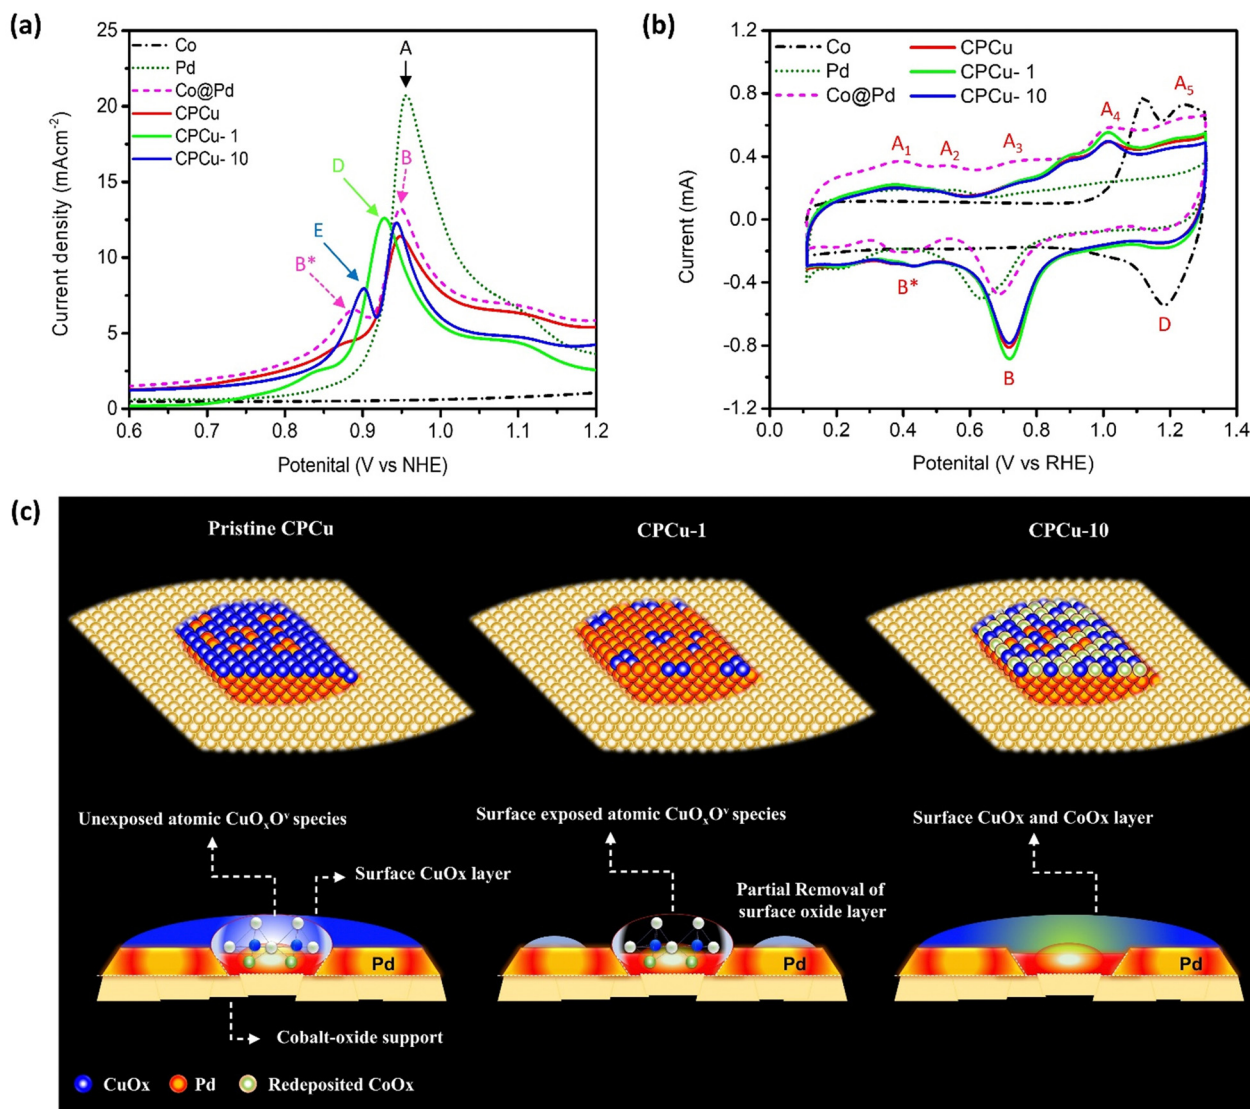 (a)
25
20
15
10
5
0
Current density (mAcm⁻²)
Co
Pd
Co@Pd
CPCu
CPCu- 1
CPCu- 10
A
B
D
E
B*
0.6 0.7 0.8 0.9 1.0 1.1 1.2
Potenital (V vs NHE)
(b)
1.2
0.8
0.4
0.0
-0.4
-0.8
-1.2
Current (mA)
Co CPCu
Pd CPCu- 1
Co@Pd CPCu- 10
A₁ A₂ A₃ A₄ A₅
B*
B
D
0.0 0.2 0.4 0.6 0.8 1.0 1.2 1.4
Potenital (V vs RHE)
(c)
Pristine CPCu
CPCu-1
CPCu-10
Unexposed atomic CuOₓOᵛ species
Surface CuOx layer
Pd
Cobalt-oxide support
Surface exposed atomic CuOₓOᵛ species
Partial Removal of
surface oxide layer
Pd
Surface CuOx and CoOx layer
Pd
CuOx Pd Redeposited CoOx